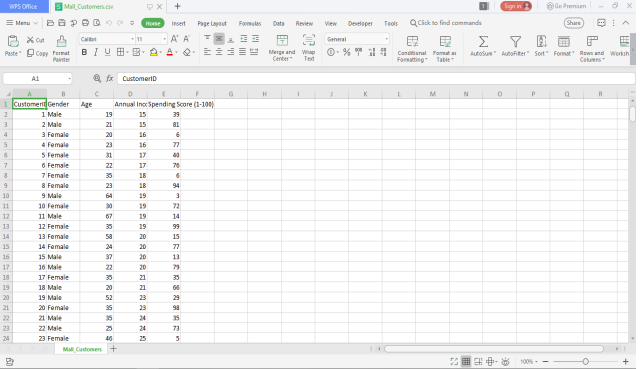 WPS Office Mall_Customers.csv + 1 Sign in Go Premium
Menu Home Insert Page Layout Formulas Data Review View Developer Tools Click to find commands Share
Paste Cut Copy Format Painter Calibri 11 B I U A Merge and Center Wrap Text General % Conditional Formatting Format as Table AutoSum AutoFilter Sort Format Rows and Columns Worksh
A1 fx CustomerID
A B C D E F G H I J K L M N O P Q R
1 CustomerID Gender Age Annual Inc Spending Score (1-100)
2 1 Male 19 15 39
3 2 Male 21 15 81
4 3 Female 20 16 6
5 4 Female 23 16 77
6 5 Female 31 17 40
7 6 Female 22 17 76
8 7 Female 35 18 6
9 8 Female 23 18 94
10 9 Male 64 19 3
11 10 Female 30 19 72
12 11 Male 67 19 14
13 12 Female 35 19 99
14 13 Female 58 20 15
15 14 Female 24 20 77
16 15 Male 37 20 13
17 16 Male 22 20 79
18 17 Female 35 21 35
19 18 Male 20 21 66
20 19 Male 52 23 29
21 20 Female 35 23 98
22 21 Male 35 24 35
23 22 Male 25 24 73
24 23 Female 46 25 5
Mall_Customers +
100% − +